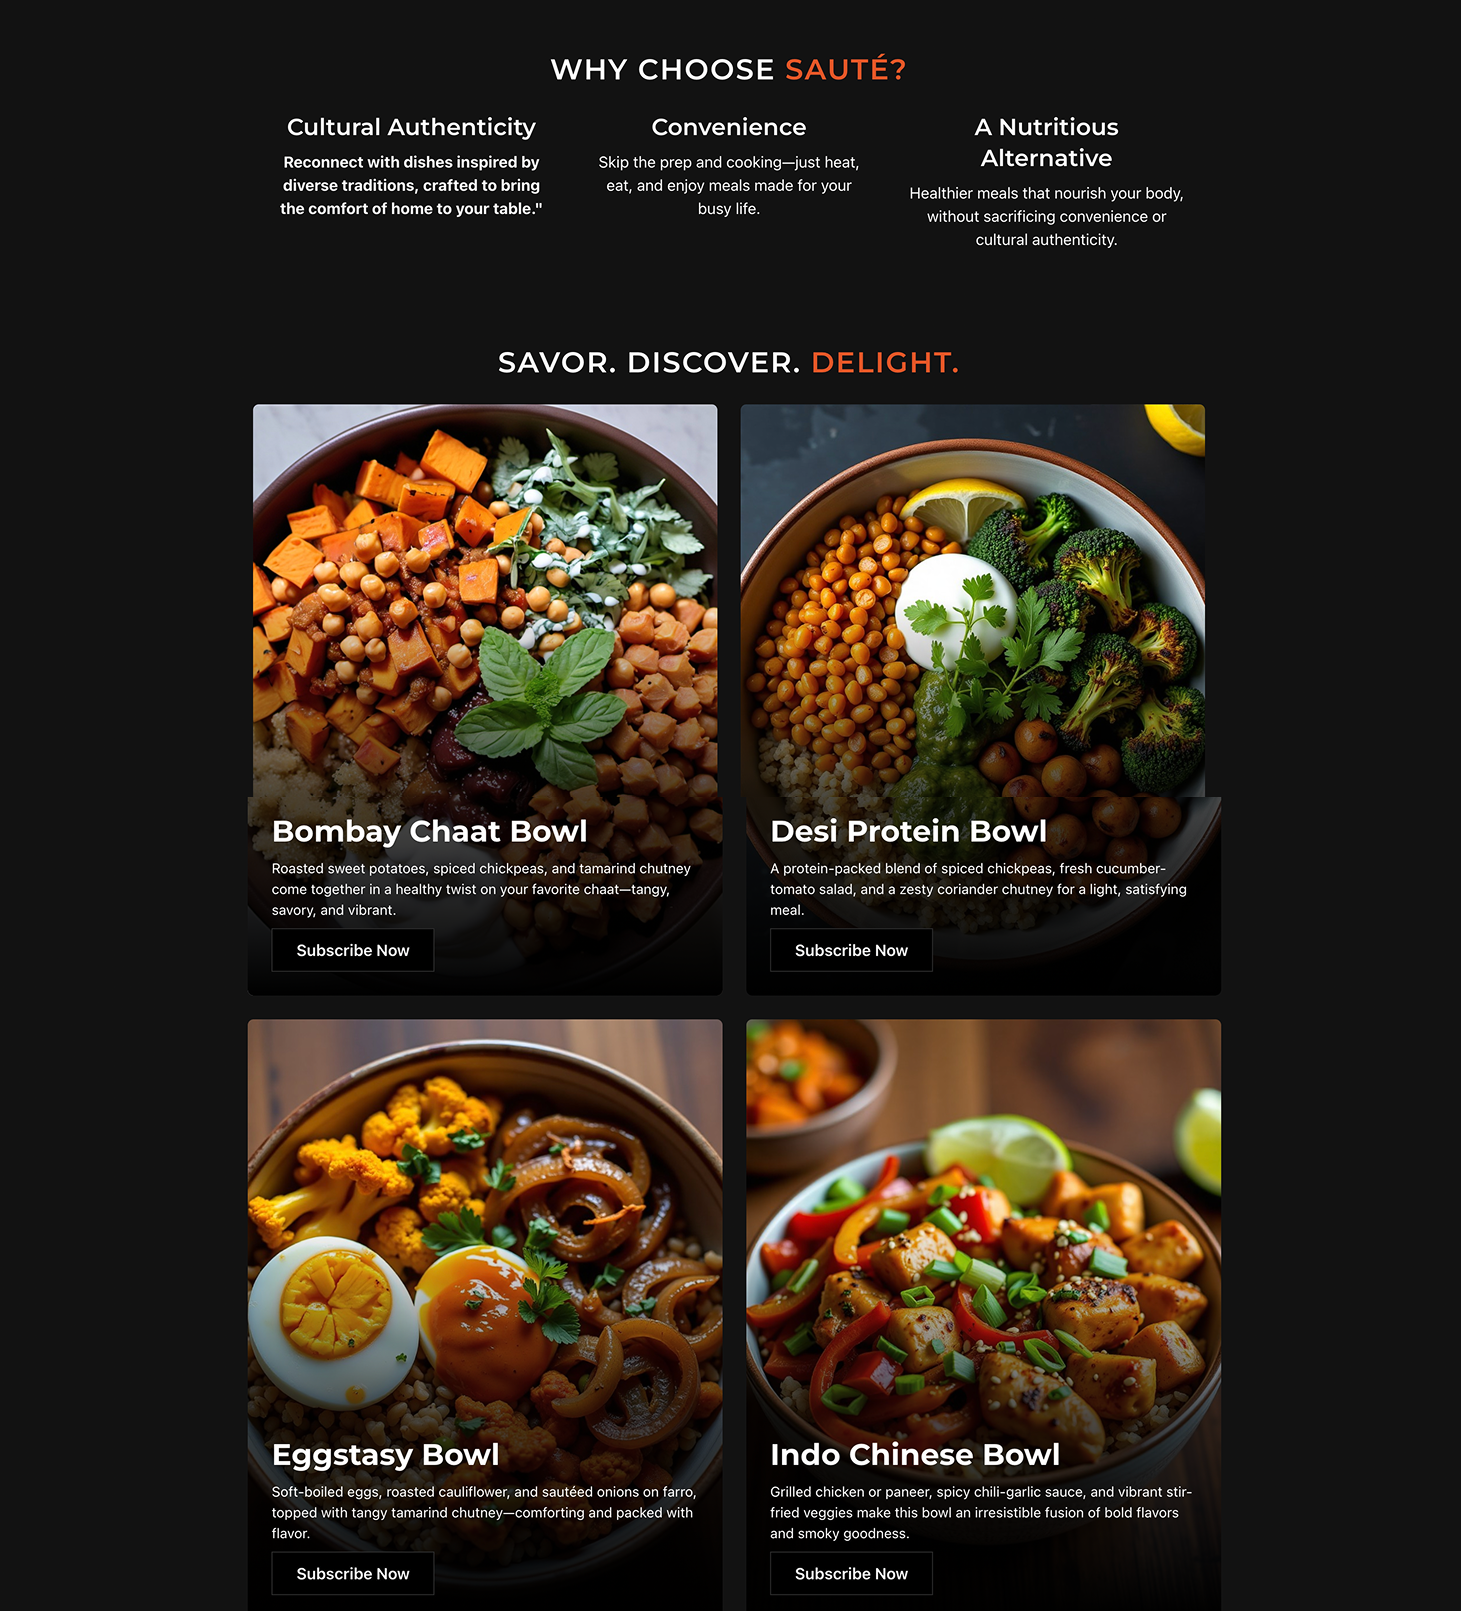 WHY CHOOSE SAUTÉ?
Cultural Authenticity
Reconnect with dishes inspired by
diverse traditions, crafted to bring
the comfort of home to your table."
Convenience
Skip the prep and cooking—just heat,
eat, and enjoy meals made for your
busy life.
A Nutritious
Alternative
Healthier meals that nourish your body,
without sacrificing convenience or
cultural authenticity.
SAVOR. DISCOVER. DELIGHT.
Bombay Chaat Bowl
Roasted sweet potatoes, spiced chickpeas, and tamarind chutney
come together in a healthy twist on your favorite chaat—tangy,
savory, and vibrant.
Subscribe Now
Desi Protein Bowl
A protein-packed blend of spiced chickpeas, fresh cucumber-
tomato salad, and a zesty coriander chutney for a light, satisfying
meal.
Subscribe Now
Eggstasy Bowl
Soft-boiled eggs, roasted cauliflower, and sautéed onions on farro,
topped with tangy tamarind chutney—comforting and packed with
flavor.
Subscribe Now
Indo Chinese Bowl
Grilled chicken or paneer, spicy chili-garlic sauce, and vibrant stir-
fried veggies make this bowl an irresistible fusion of bold flavors
and smoky goodness.
Subscribe Now